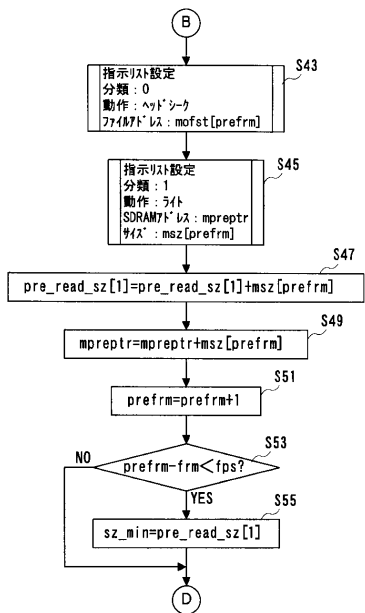 B
S43
指示リスト設定
分類:0
動作:ヘッドシーク
ファイルアドレス:mofst[prefrm]
S45
指示リスト設定
分類:1
動作:ライト
SDRAMアドレス:mpreptr
サイズ:msz[prefrm]
S47
pre_read_sz[1]=pre_read_sz[1]+msz[prefrm]
S49
mpreptr=mpreptr+msz[prefrm]
S51
prefrm=prefrm+1
S53
NO
prefrm-frm<fps?
YES
S55
sz_min=pre_read_sz[1]
D